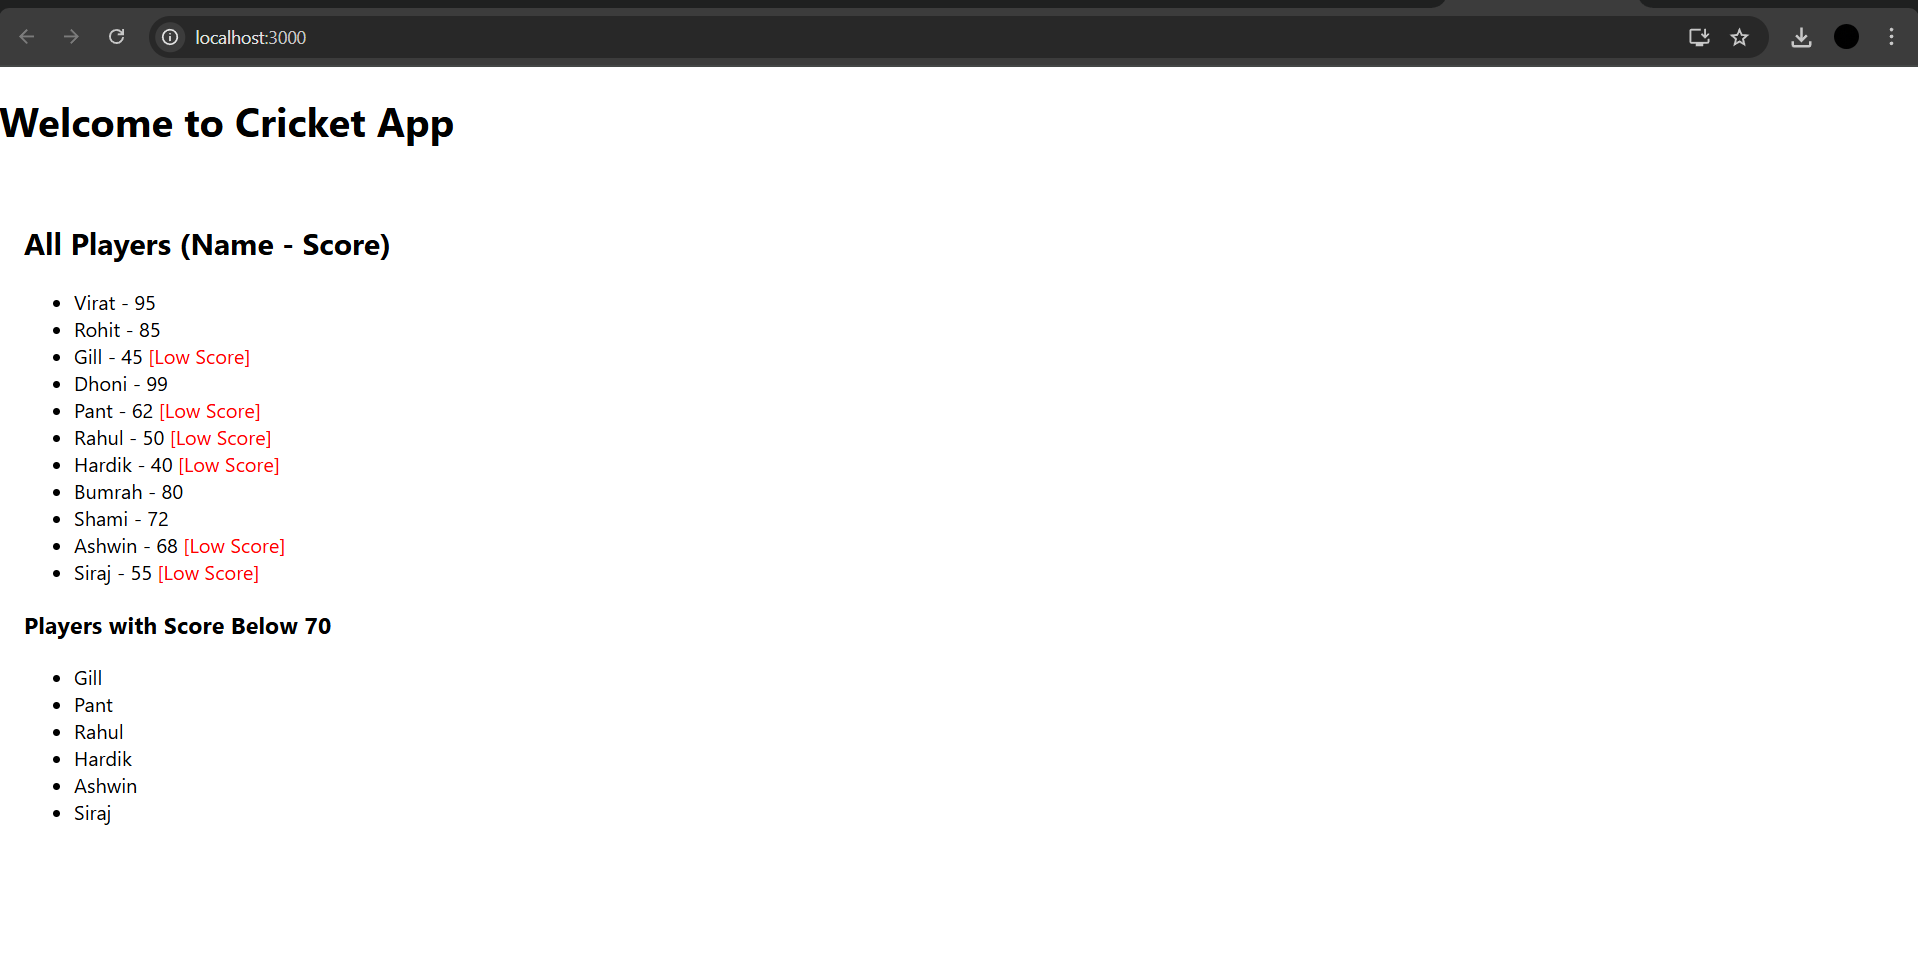 localhost:3000
Welcome to Cricket App
All Players (Name - Score)
Virat - 95
Rohit - 85
Gill - 45 [Low Score]
Dhoni - 99
Pant - 62 [Low Score]
Rahul - 50 [Low Score]
Hardik - 40 [Low Score]
Bumrah - 80
Shami - 72
Ashwin - 68 [Low Score]
Siraj - 55 [Low Score]
Players with Score Below 70
Gill
Pant
Rahul
Hardik
Ashwin
Siraj